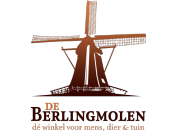 DE
BERLINGMOLEN
dé winkel voor mens, dier & tuin